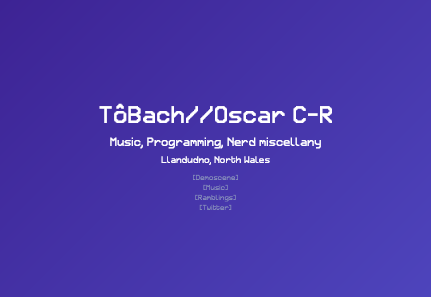 TôBach//Oscar C-R
Music, Programming, Nerd miscellany
Llandudno, North Wales
[Demoscene]
[Music]
[Ramblings]
[Twitter]